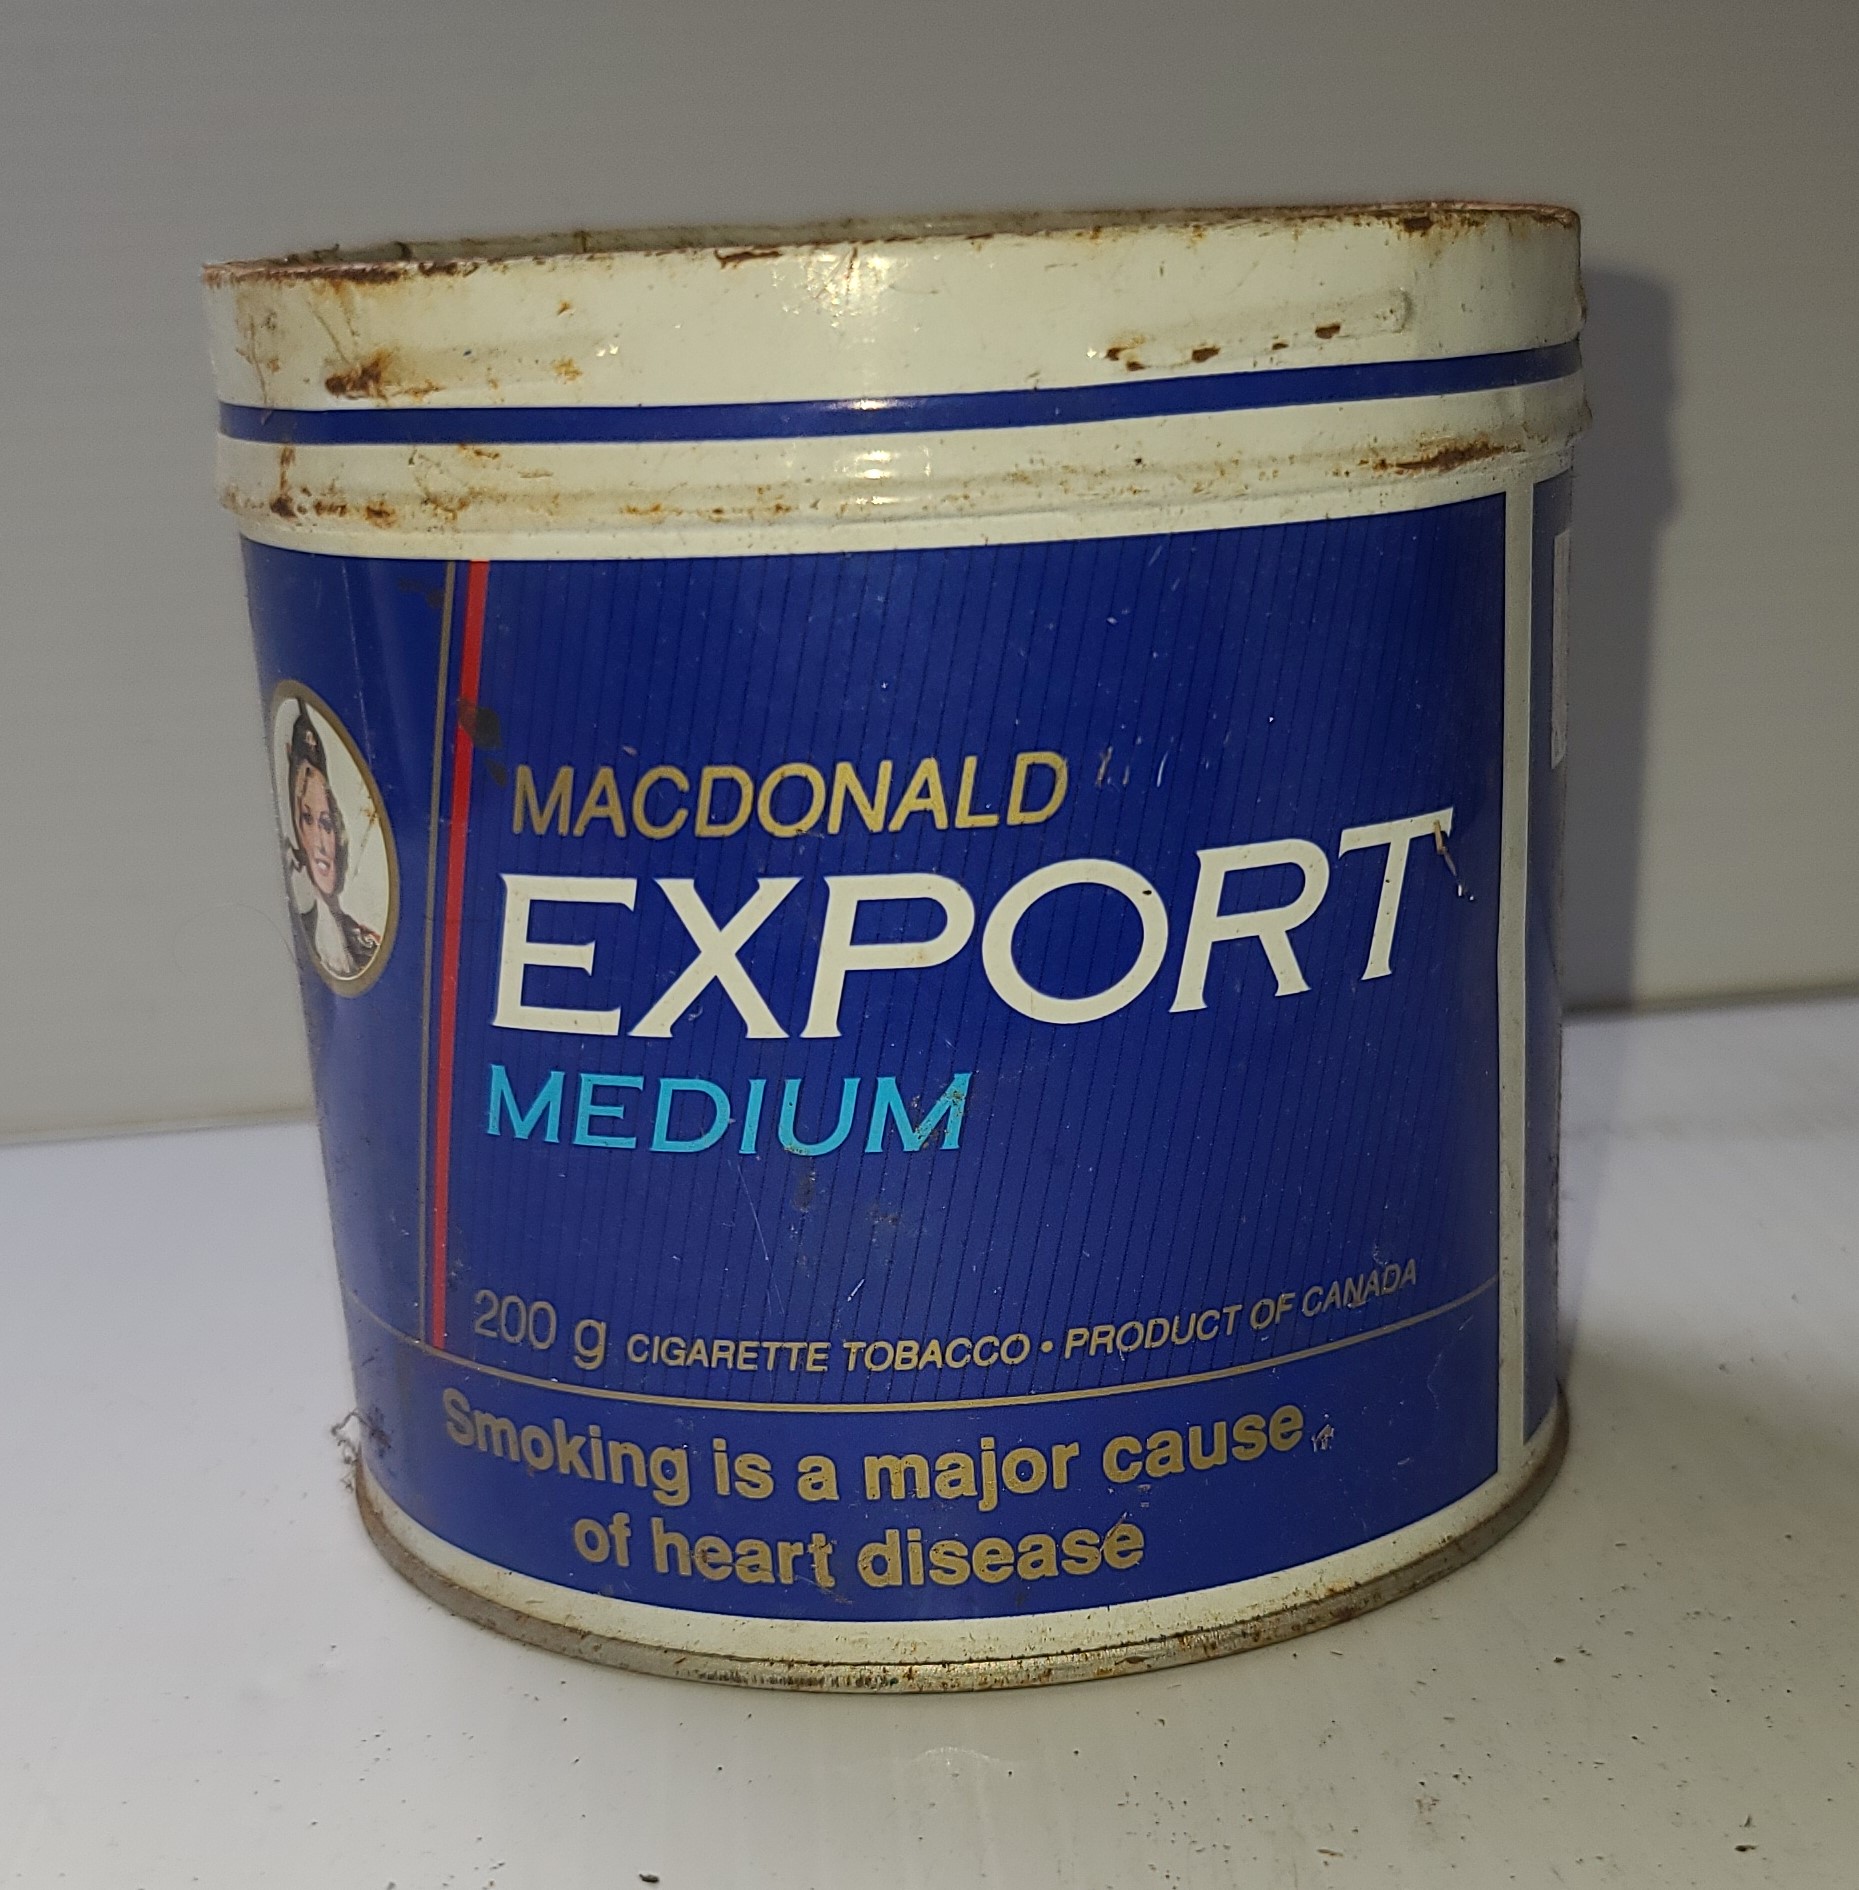 MACDONALD
EXPORT
MEDIUM
200 g CIGARETTE TOBACCO • PRODUCT OF CANADA
Smoking is a major cause
of heart disease